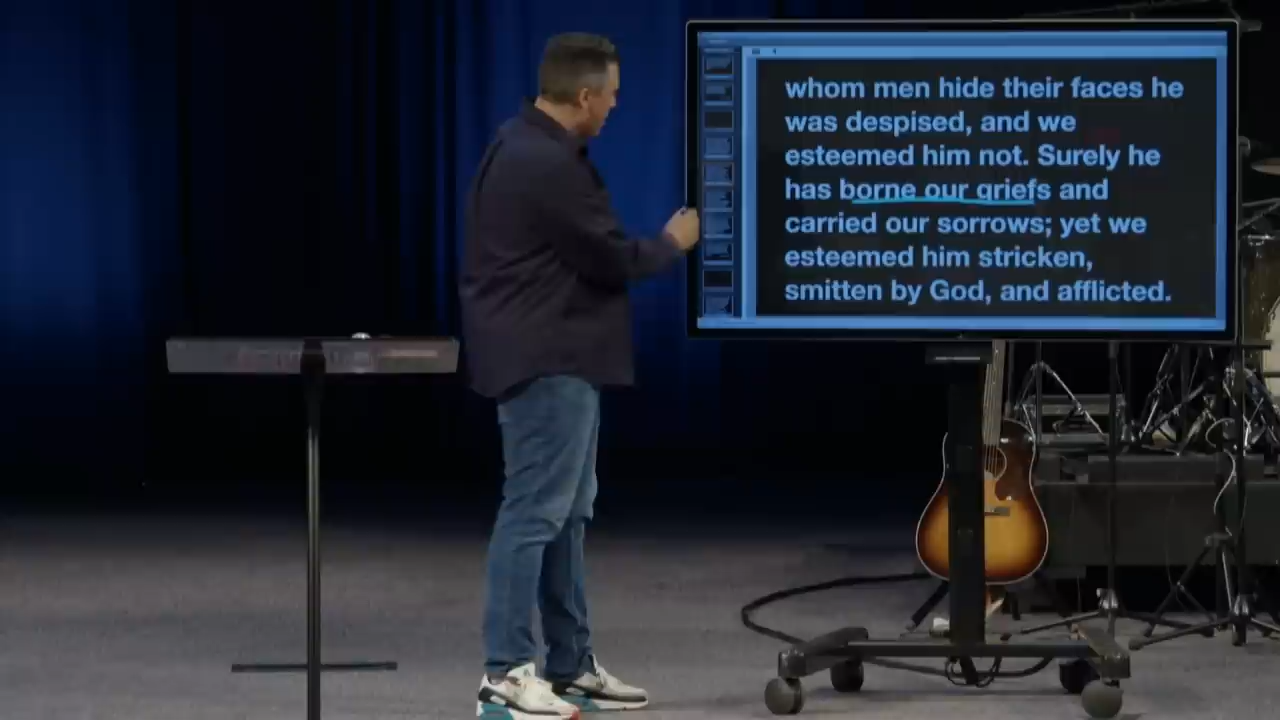 whom men hide their faces he
was despised, and we
esteemed him not. Surely he
has borne our griefs and
carried our sorrows; yet we
esteemed him stricken,
smitten by God, and afflicted.